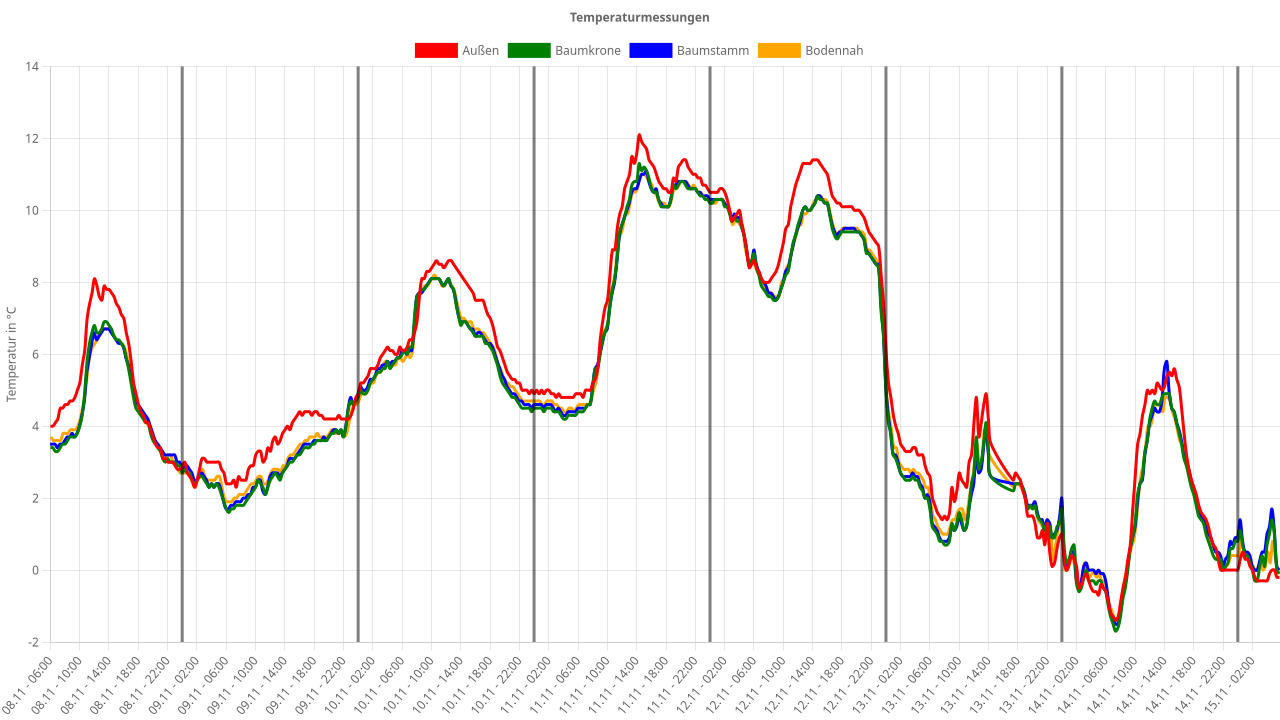 Temperaturmessungen
Außen Baumkrone Baumstamm Bodennah
Temperatur in °C
14
12
10
8
6
4
2
0
-2
08.11 - 06:00
08.11 - 10:00
08.11 - 14:00
08.11 - 18:00
08.11 - 22:00
09.11 - 02:00
09.11 - 06:00
09.11 - 10:00
09.11 - 14:00
09.11 - 18:00
09.11 - 22:00
10.11 - 02:00
10.11 - 06:00
10.11 - 10:00
10.11 - 14:00
10.11 - 18:00
10.11 - 22:00
11.11 - 02:00
11.11 - 06:00
11.11 - 10:00
11.11 - 14:00
11.11 - 18:00
11.11 - 22:00
12.11 - 02:00
12.11 - 06:00
12.11 - 10:00
12.11 - 14:00
12.11 - 18:00
12.11 - 22:00
13.11 - 02:00
13.11 - 06:00
13.11 - 10:00
13.11 - 14:00
13.11 - 18:00
13.11 - 22:00
14.11 - 02:00
14.11 - 06:00
14.11 - 10:00
14.11 - 14:00
14.11 - 18:00
14.11 - 22:00
15.11 - 02:00